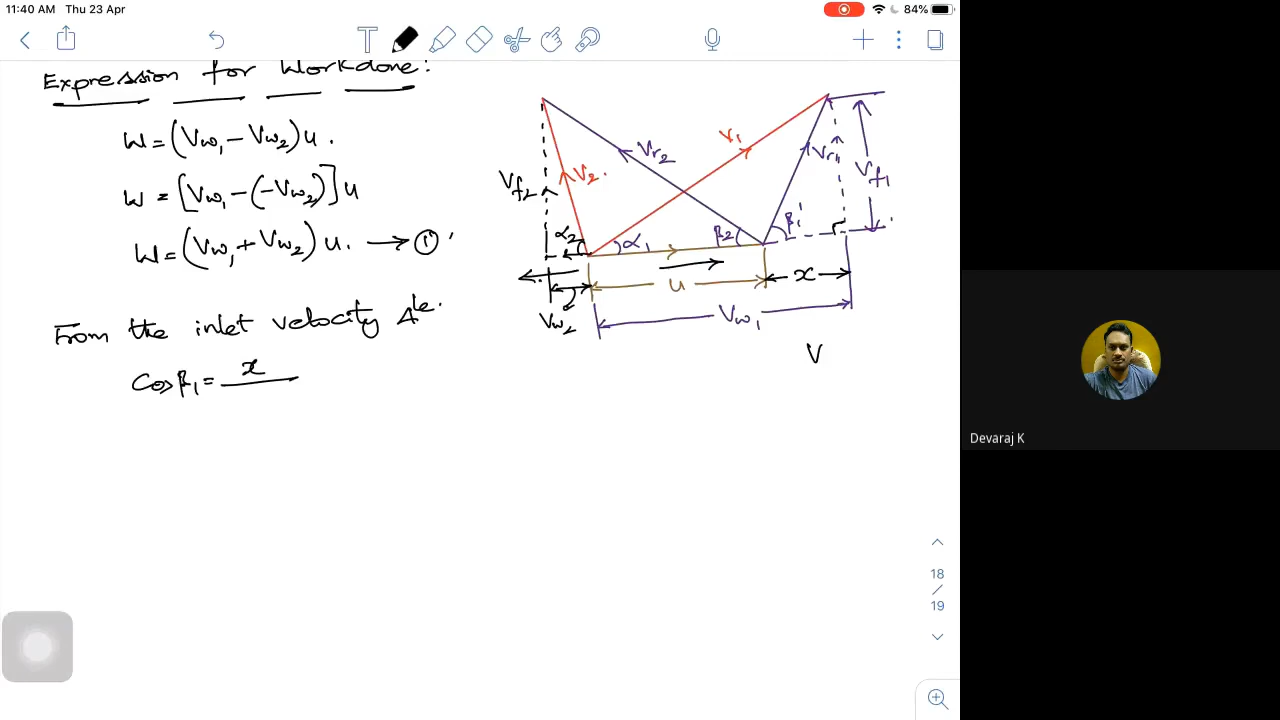 11:40 AM Thu 23 Apr
84%
Expression for Workdone:
W = (Vw₁ - Vw₂) u.
W = [Vw₁ - (-Vw₂)] u
W = (Vw₁ + Vw₂) u. → ①
From the inlet velocity Δle.
Cos β₁ = x
Vf₂
V₂.
Vr₂
V₁
Vr₁
Vf₁
α₂
α₁
β₂
β₁
u
x
Vw₂
Vw₁
V
T
18
/
19
Devaraj K